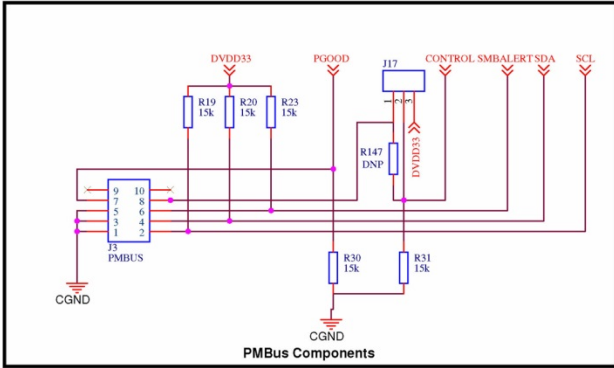 DVDD33 PGOOD CONTROL SMBALERT SDA SCL
J17
R19 R20 R23
15k 15k 15k
1 2 3
DVDD33
R147
DNP
9 10
7 8
5 6
3 4
1 2
J3
PMBUS
R30 R31
15k 15k
CGND
CGND
PMBus Components